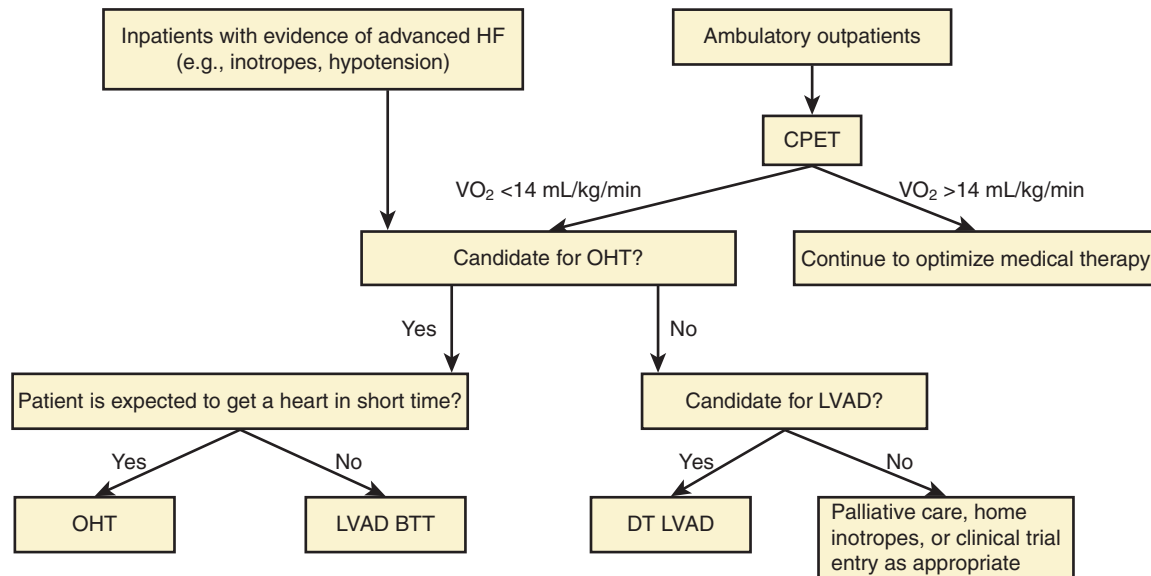 Inpatients with evidence of advanced HF
(e.g., inotropes, hypotension)
Ambulatory outpatients
CPET
VO₂ <14 mL/kg/min
VO₂ >14 mL/kg/min
Candidate for OHT?
Continue to optimize medical therapy
Yes
No
Patient is expected to get a heart in short time?
Candidate for LVAD?
Yes
No
Yes
No
OHT
LVAD BTT
DT LVAD
Palliative care, home
inotropes, or clinical trial
entry as appropriate